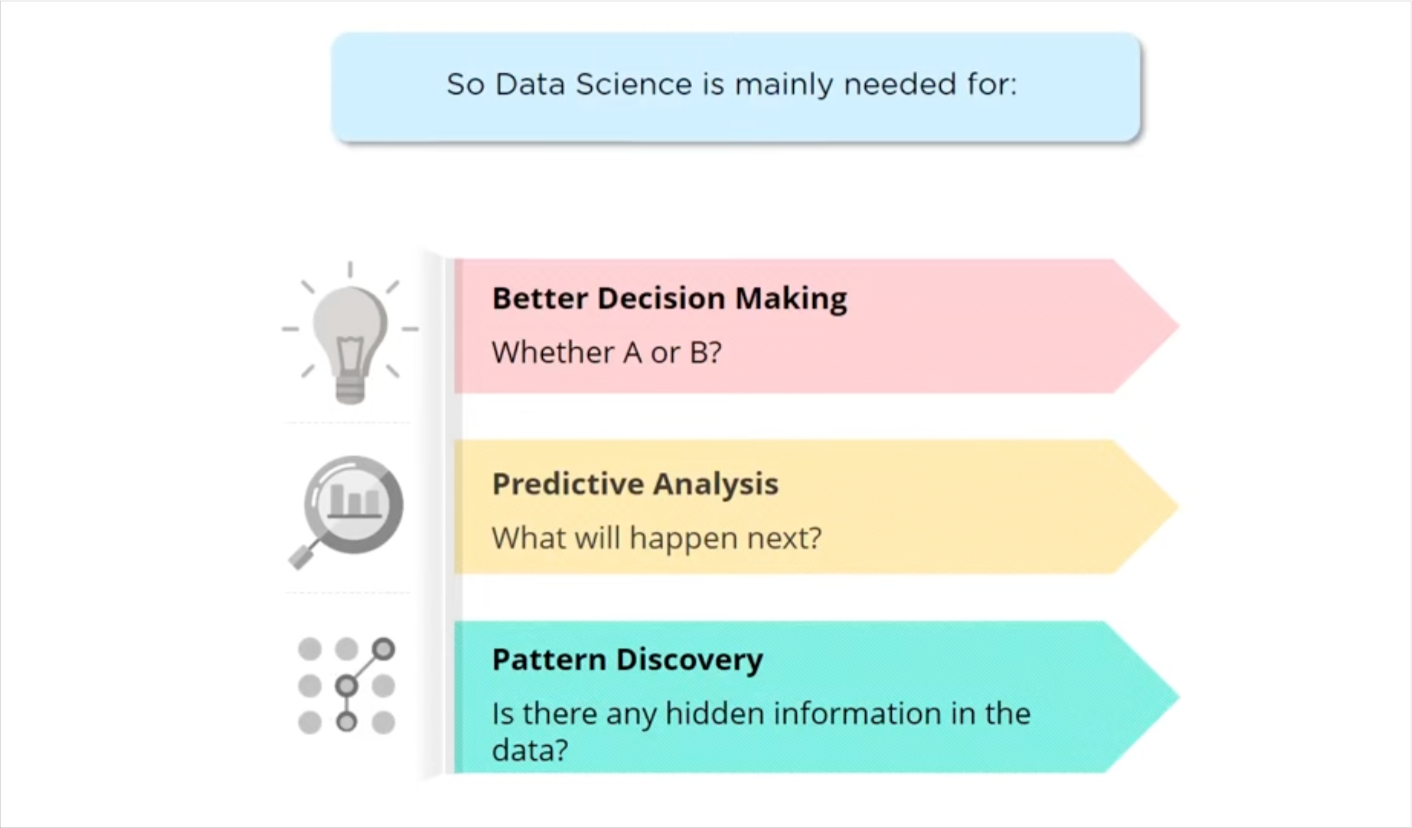 So Data Science is mainly needed for:
Better Decision Making
Whether A or B?
Predictive Analysis
What will happen next?
Pattern Discovery
Is there any hidden information in the
data?